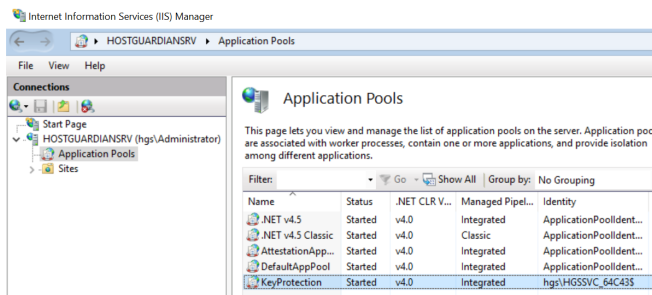 Internet Information Services (IIS) Manager
HOSTGUARDIANSRV Application Pools
File View Help
Connections
Start Page
HOSTGUARDIANSRV (hgs\Administrator)
Application Pools
Sites
Application Pools
This page lets you view and manage the list of application pools on the server. Application poo
are associated with worker processes, contain one or more applications, and provide isolation
among different applications.
Filter: Go Show All Group by: No Grouping
Name Status .NET CLR V... Managed Pipel... Identity
.NET v4.5 Started v4.0 Integrated ApplicationPoolIdent...
.NET v4.5 Classic Started v4.0 Classic ApplicationPoolIdent...
AttestationApp... Started v4.0 Integrated ApplicationPoolIdent...
DefaultAppPool Started v4.0 Integrated ApplicationPoolIdent...
KeyProtection Started v4.0 Integrated hgs\HGSSVC_64C43$